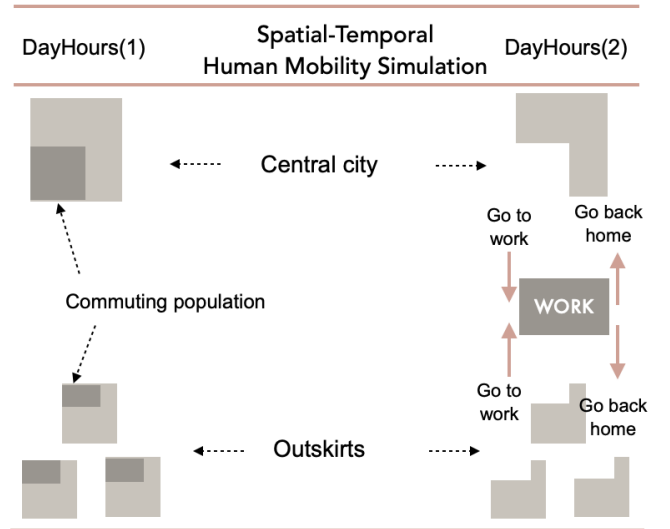 DayHours(1)
Spatial-Temporal
Human Mobility Simulation
DayHours(2)
Central city
Go to
work
Go back
home
Commuting population
WORK
Go to
work
Go back
home
Outskirts